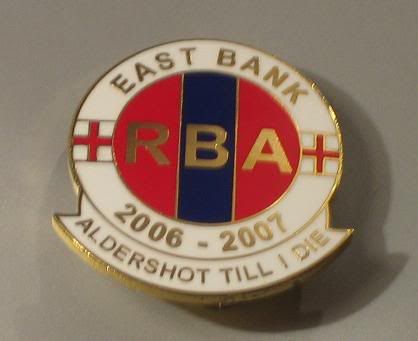 EAST BANK
RBA
2006 - 2007
ALDERSHOT TILL I DIE